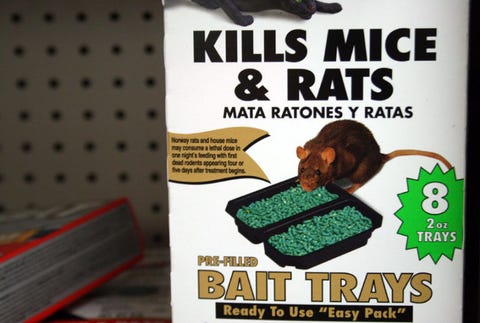 KILLS MICE
& RATS
MATA RATONES Y RATAS
Norway rats and house mice
may consume a lethal dose in
one night's feeding with first
dead rodents appearing four or
five days after treatment begins.
8
2 oz
TRAYS
PRE-FILLED
BAIT TRAYS
Ready To Use "Easy Pack"